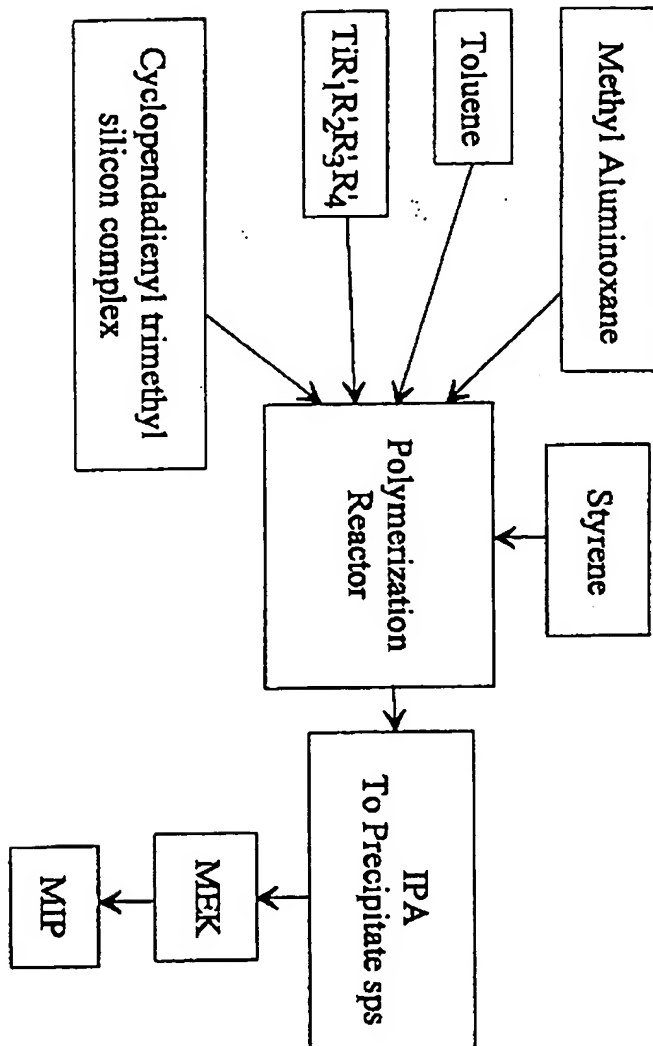 Methyl Aluminoxane
Toluene
TiR'₁R'₂R'₃R'₄
Cyclopendadienyl trimethyl
silicon complex
Styrene
Polymerization
Reactor
IPA
To Precipitate sps
MEK
MIP